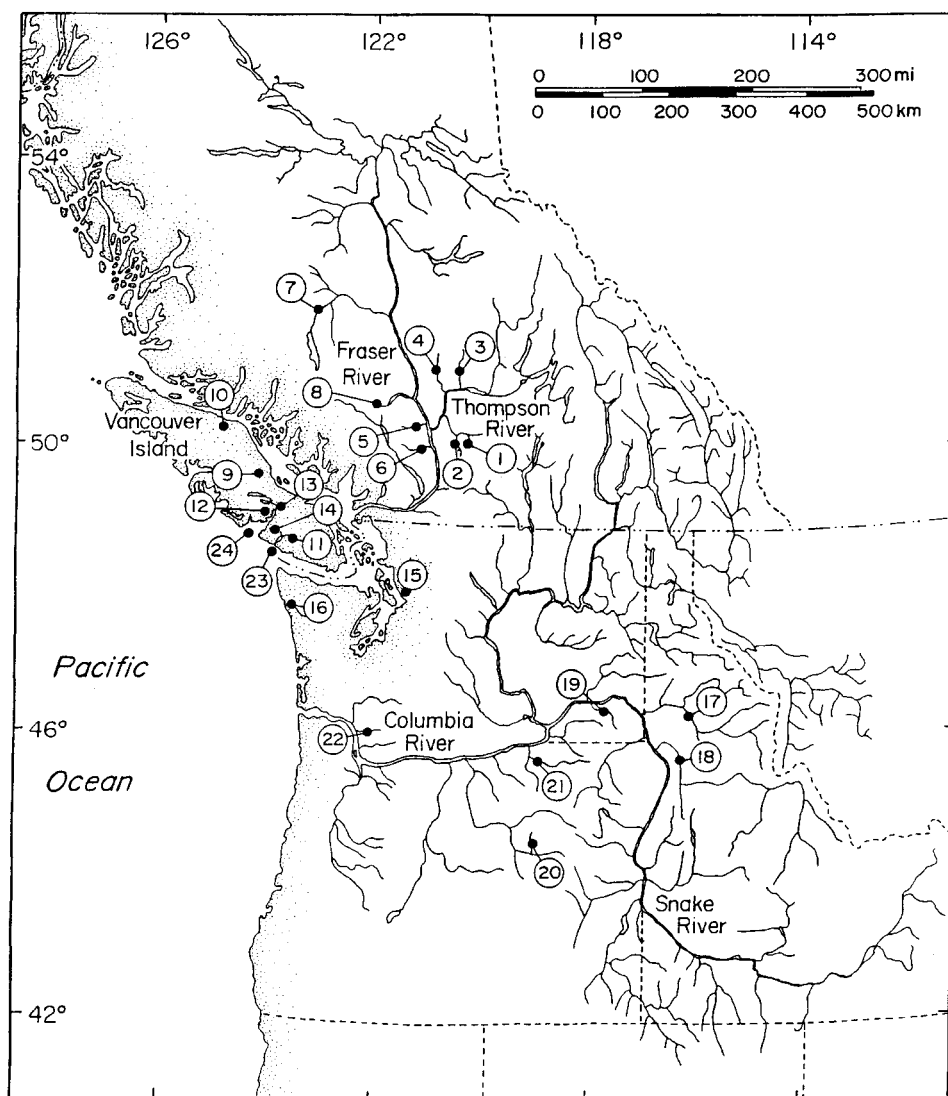 126° 122° 118° 114°
0 100 200 300 mi
0 100 200 300 400 500 km
54°
7
4 3
Fraser
River
8
10
Thompson
River
Vancouver
Island
5
50°
6 2 1
9
13
12
14
24 11
23
15
16
Pacific
19
17
46°
Columbia
River
22
18
Ocean
21
20
Snake
River
42°